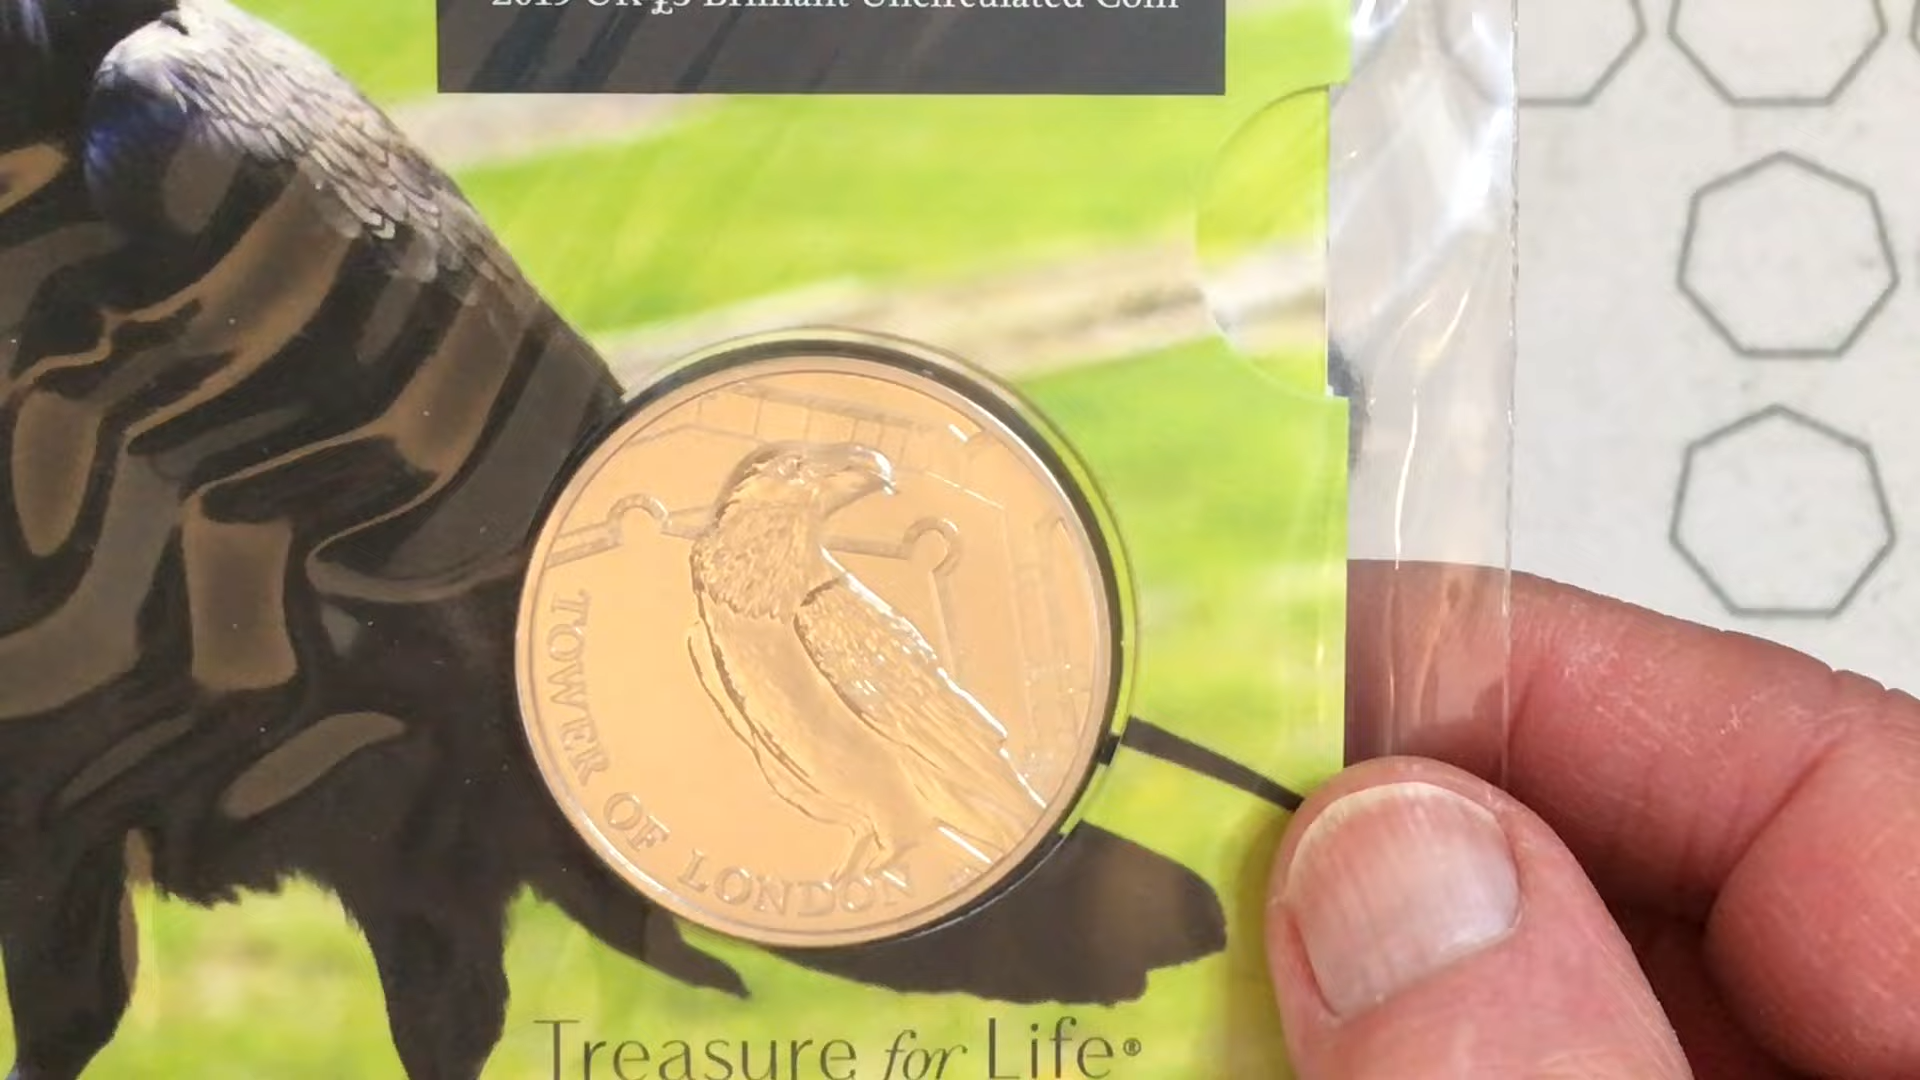 2019 UK £5 Brilliant Uncirculated Coin
TOWER OF LONDON
Treasure for Life®